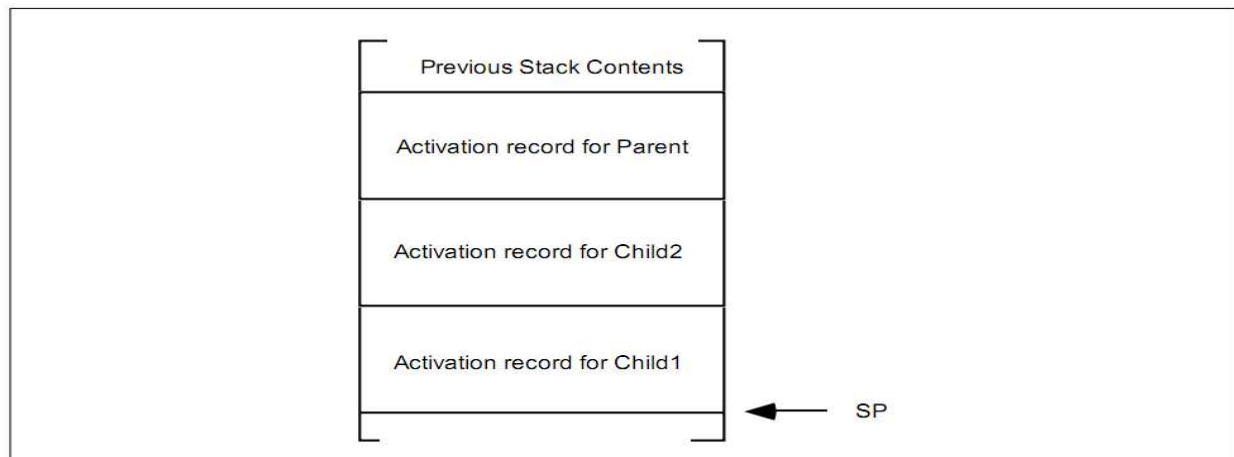 Previous Stack Contents
Activation record for Parent
Activation record for Child2
Activation record for Child1
SP